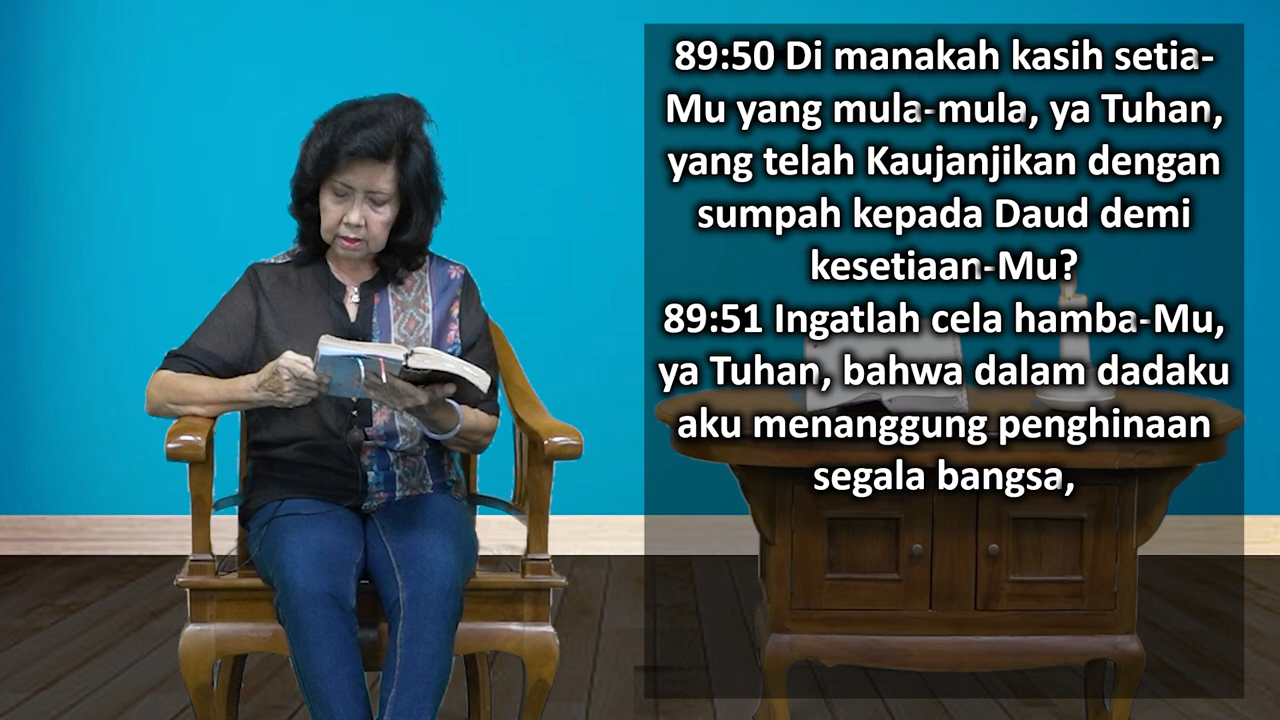 89:50 Di manakah kasih setia-
Mu yang mula-mula, ya Tuhan,
yang telah Kaujanjikan dengan
sumpah kepada Daud demi
kesetiaan-Mu?
89:51 Ingatlah cela hamba-Mu,
ya Tuhan, bahwa dalam dadaku
aku menanggung penghinaan
segala bangsa,